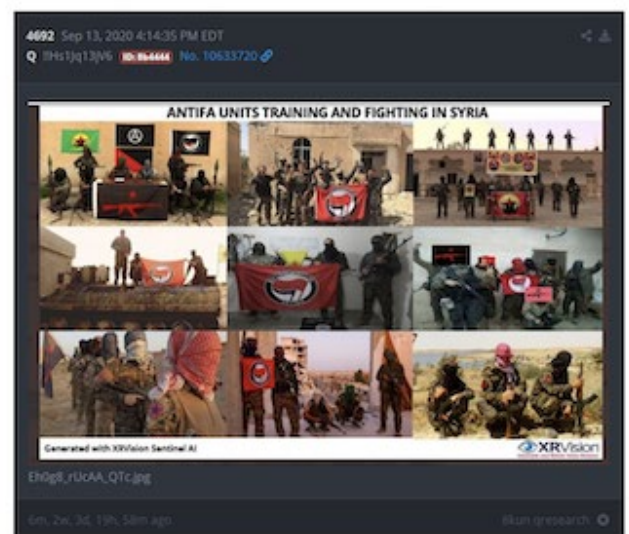 4692 Sep 13, 2020 4:14:35 PM EDT
Q !!Hs1Jq13jV6 ID: 8b4444 No. 10633720
ANTIFA UNITS TRAINING AND FIGHTING IN SYRIA
Generated with XRVision Sentinel AI
XRVision
Eh0g8_rUcAA_QTc.jpg
6m, 2w, 3d, 19h, 58m ago
8kun qresearch